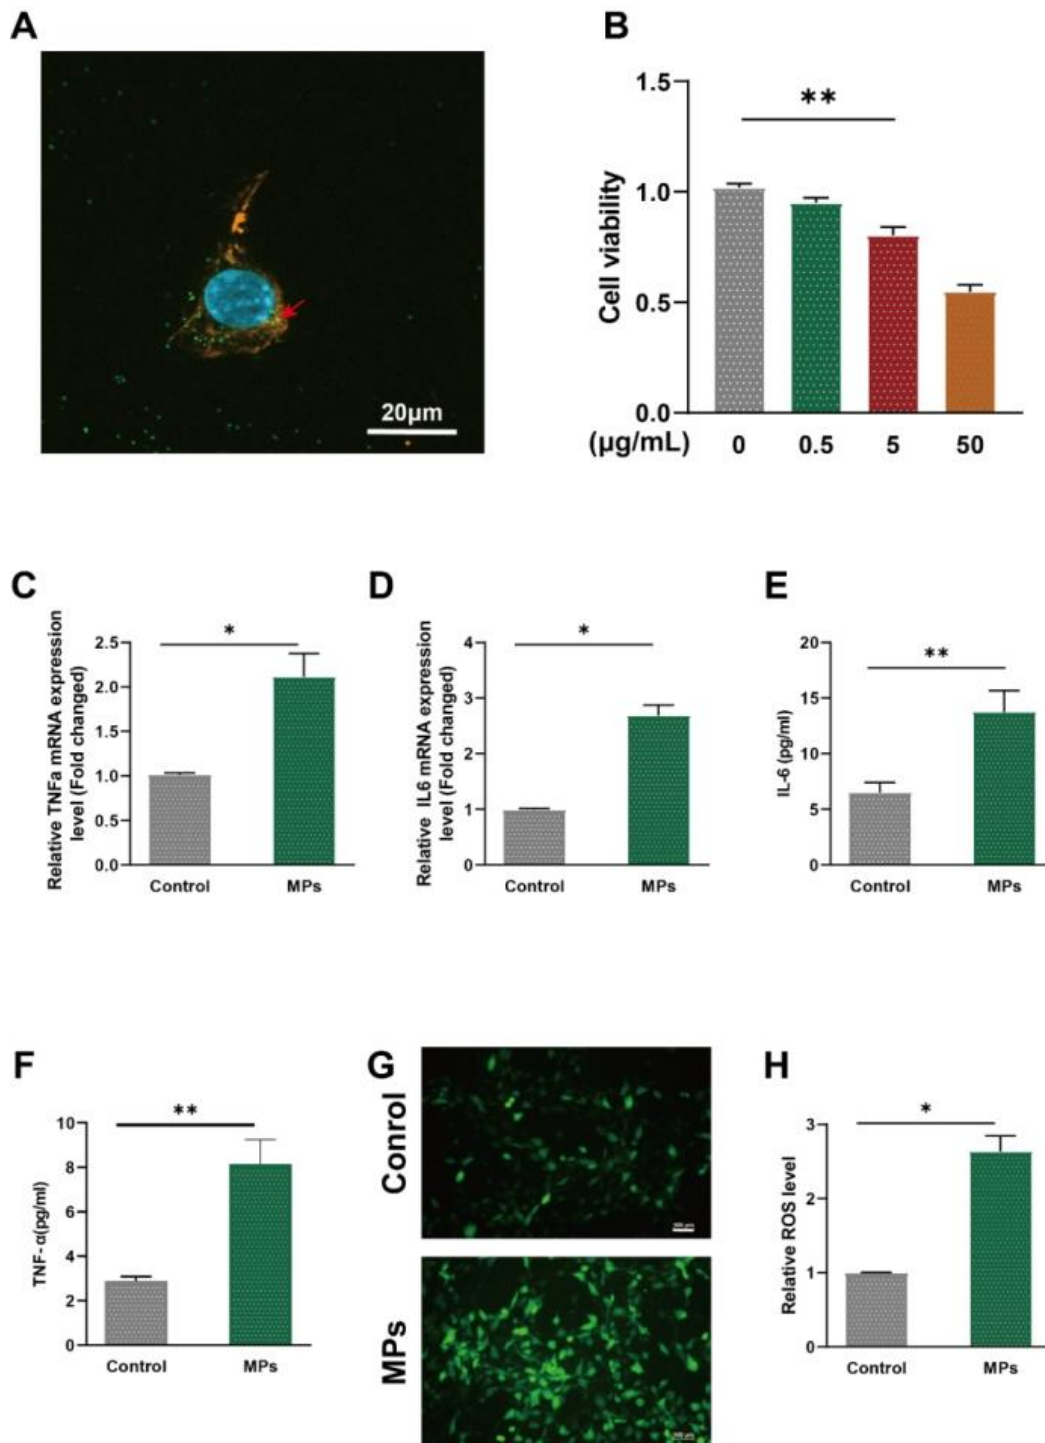 A
20µm
B
Cell viability
1.5
1.0
0.5
0.0
**
(µg/mL)
0
0.5
5
50
C
Relative TNFa mRNA expression
level (Fold changed)
2.5
2.0
1.5
1.0
0.5
0.0
*
Control
MPs
D
Relative IL6 mRNA expression
level (Fold changed)
4
3
2
1
0
*
Control
MPs
E
IL-6 (pg/ml)
20
15
10
5
0
**
Control
MPs
F
TNF- α(pg/ml)
10
8
6
4
2
0
**
Control
MPs
G
Conrol
MPs
H
Relative ROS level
3
2
1
0
*
Control
MPs